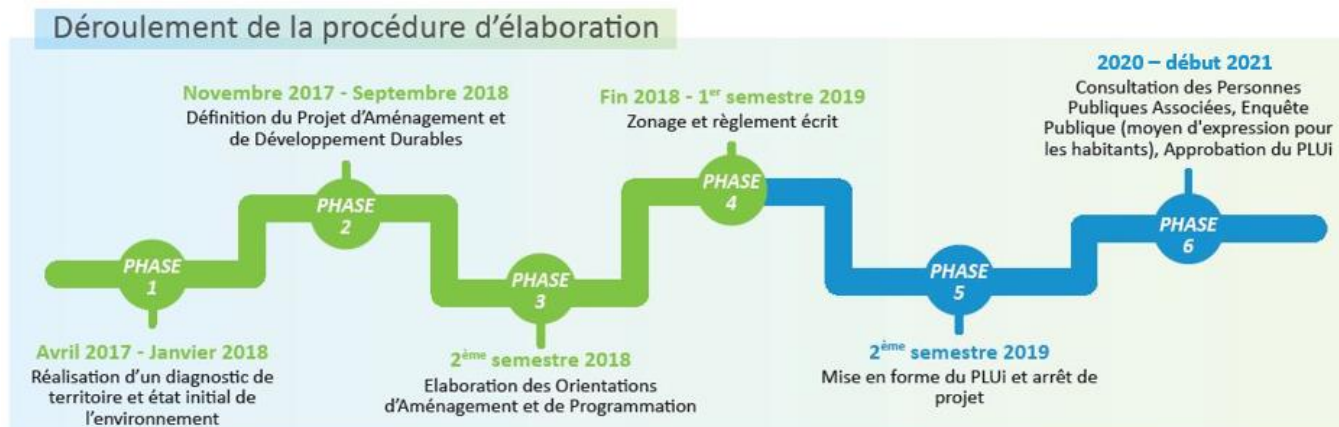 Déroulement de la procédure d'élaboration
Avril 2017 - Janvier 2018
Réalisation d'un diagnostic de
territoire et état initial de
l'environnement
PHASE
1
Novembre 2017 - Septembre 2018
Définition du Projet d'Aménagement et
de Développement Durables
PHASE
2
PHASE
3
2ème semestre 2018
Elaboration des Orientations
d'Aménagement et de Programmation
Fin 2018 - 1er semestre 2019
Zonage et règlement écrit
PHASE
4
PHASE
5
2ème semestre 2019
Mise en forme du PLUi et arrêt de
projet
2020 – début 2021
Consultation des Personnes
Publiques Associées, Enquête
Publique (moyen d'expression pour
les habitants), Approbation du PLUi
PHASE
6